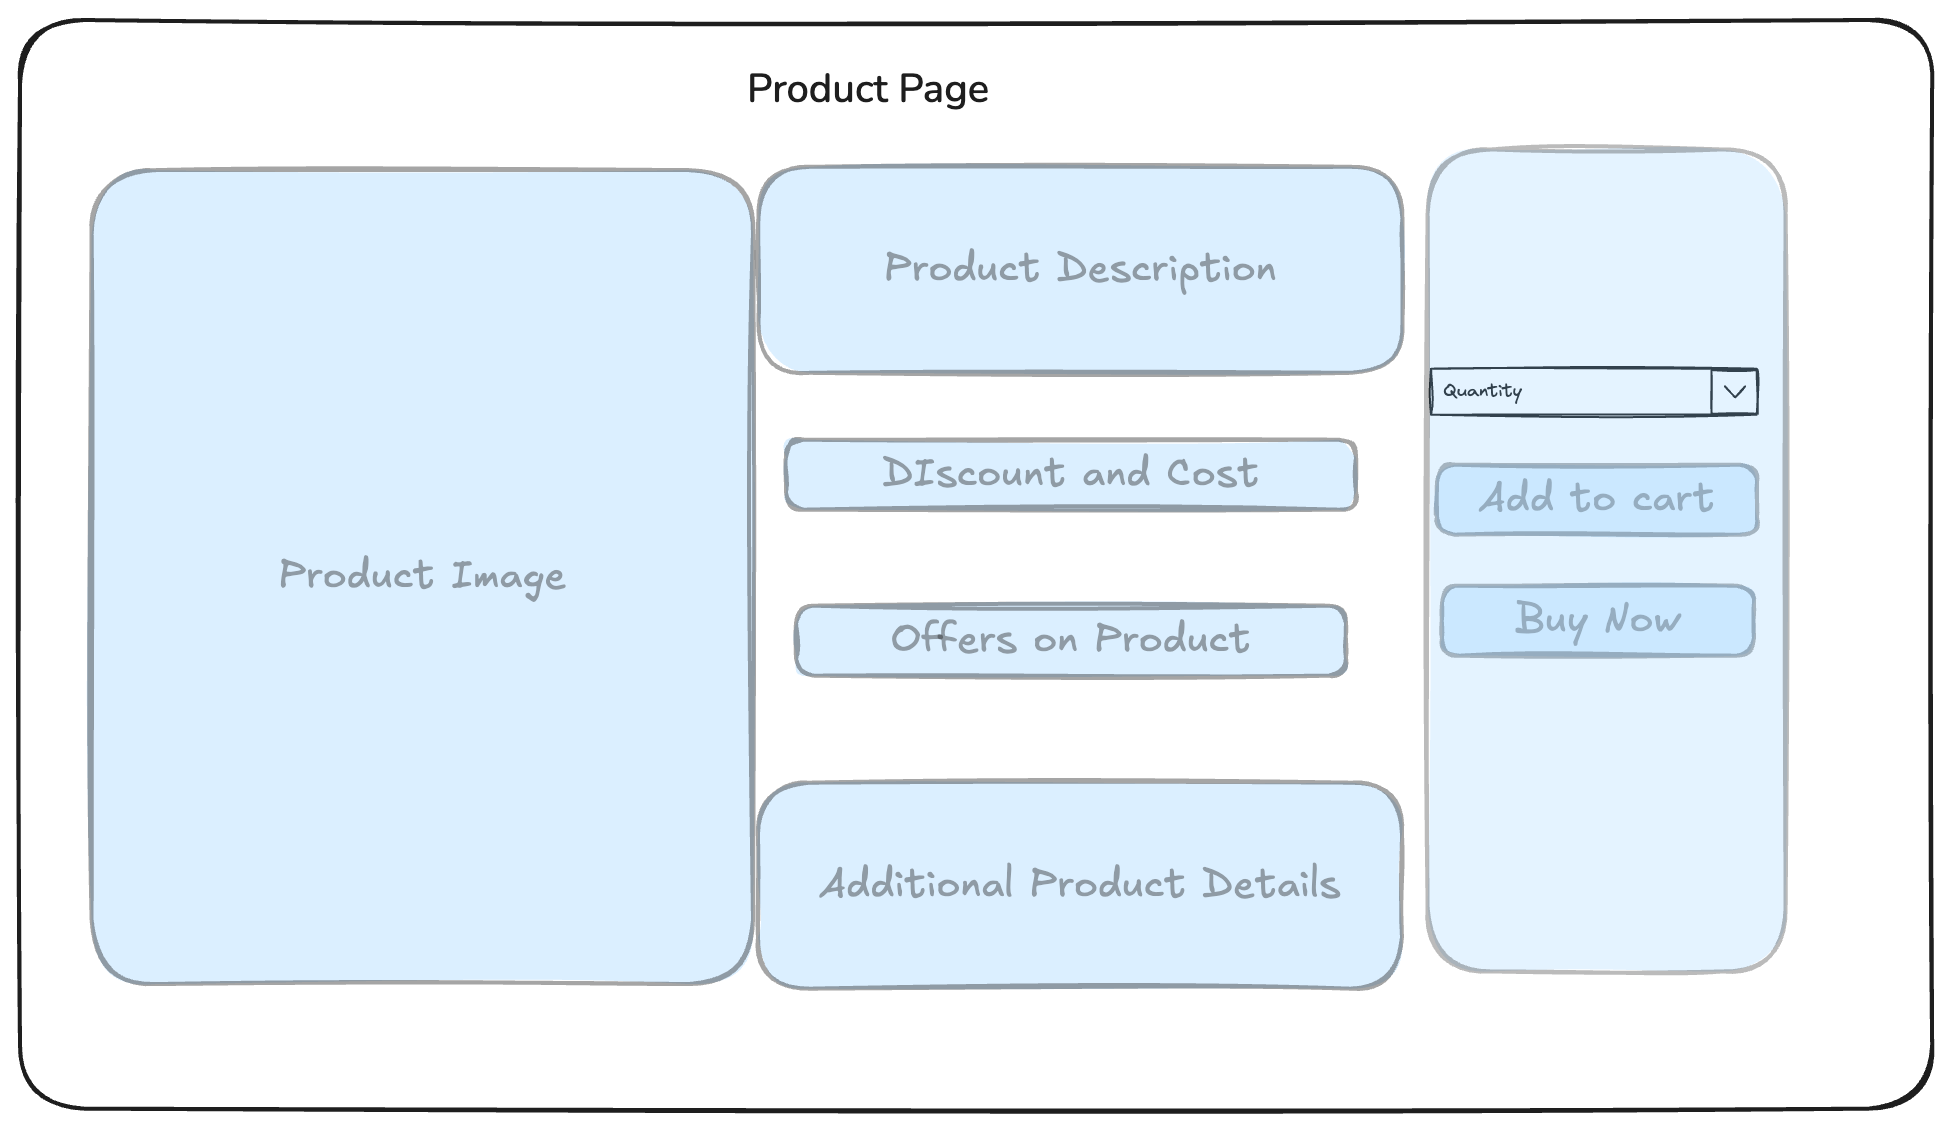 Product Page
Product Image
Product Description
DIscount and Cost
Offers on Product
Additional Product Details
Quantity
Add to cart
Buy Now